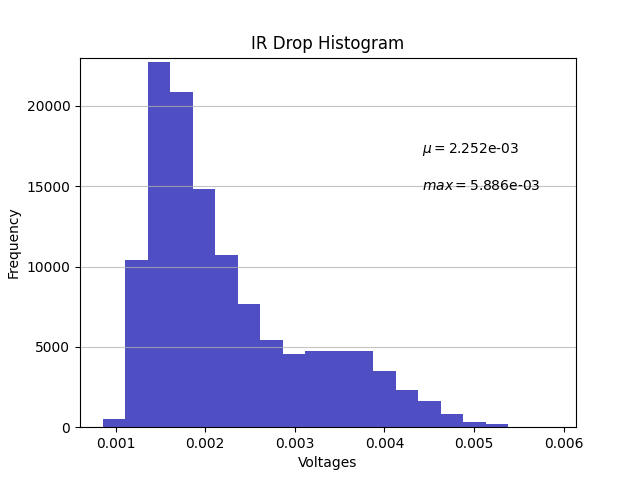 IR Drop Histogram
20000
15000
10000
5000
0
Frequency
μ = 2.252e-03
max = 5.886e-03
0.001 0.002 0.003 0.004 0.005 0.006
Voltages